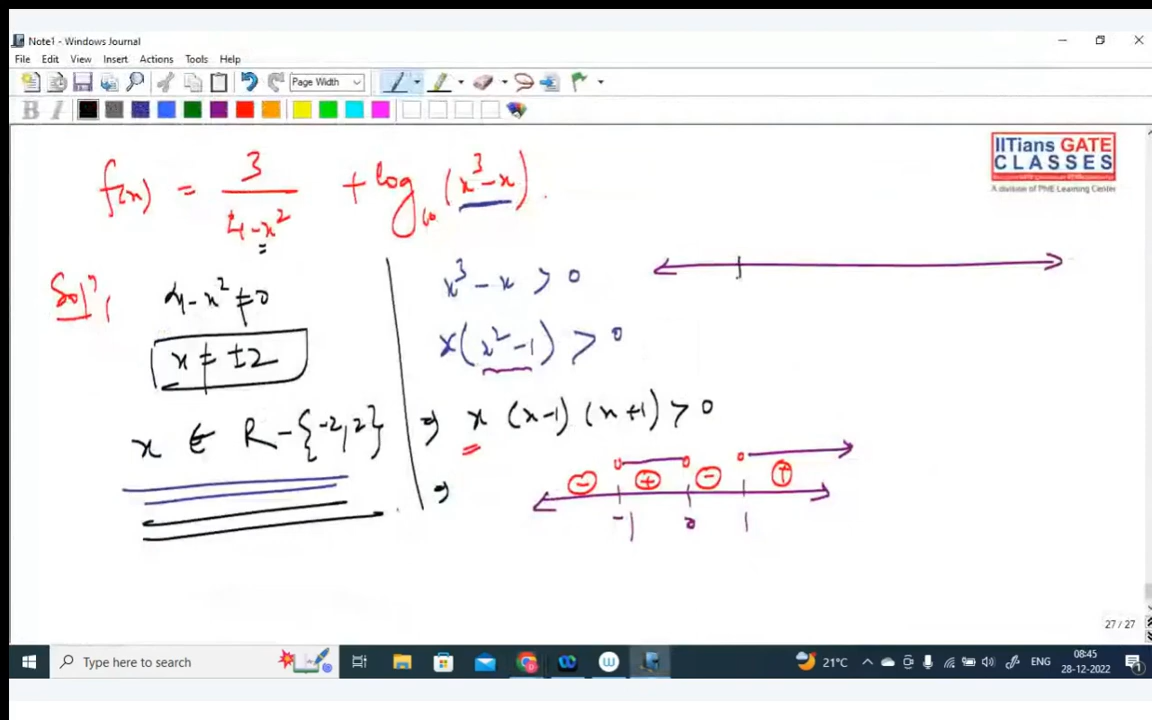 Note1 - Windows Journal
File Edit View Insert Actions Tools Help
Page Width
B I
IITians GATE
CLASSES
A division of PhIE Learning Center
f(x) = 3/(4-x²) + log₁₀ (x³-x).
Solⁿ,
4-x² ≠ 0
x ≠ ±2
x ∈ R-{-2,2}
x³ - x > 0
x(x²-1) > 0
⇒ x (x-1) (x+1) > 0
⇒
- + - +
-1 0 1
27 / 27
Type here to search
21°C
ENG
08:45
28-12-2022
1